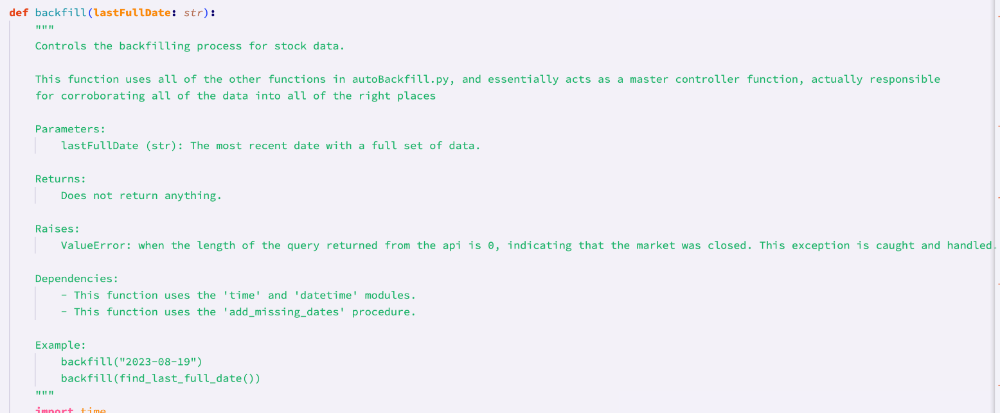 def backfill(lastFullDate: str):
"""
Controls the backfilling process for stock data.
This function uses all of the other functions in autoBackfill.py, and essentially acts as a master controller function, actually responsible
for corroborating all of the data into all of the right places
Parameters:
lastFullDate (str): The most recent date with a full set of data.
Returns:
Does not return anything.
Raises:
ValueError: when the length of the query returned from the api is 0, indicating that the market was closed. This exception is caught and handled.
Dependencies:
- This function uses the 'time' and 'datetime' modules.
- This function uses the 'add_missing_dates' procedure.
Example:
backfill("2023-08-19")
backfill(find_last_full_date())
"""
import time